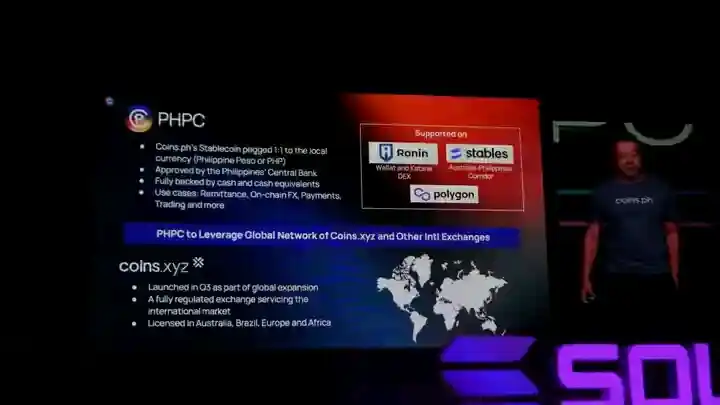 PHPC
Coins.ph's Stablecoin pegged 1:1 to the local
currency (Philippine Peso or PHP)
Approved by the Philippines' Central Bank
Fully backed by cash and cash equivalents
Use cases: Remittance, On-chain FX, Payments,
Trading and more
Supported on
Ronin
Wallet and Katana
DEX
stables
Australia-Philippines
Corridor
polygon
PHPC to Leverage Global Network of Coins.xyz and Other Intl Exchanges
coins.xyz
Launched in Q3 as part of global expansion
A fully regulated exchange servicing the
international market
Licensed in Australia, Brazil, Europe and Africa
coins.ph
SOL